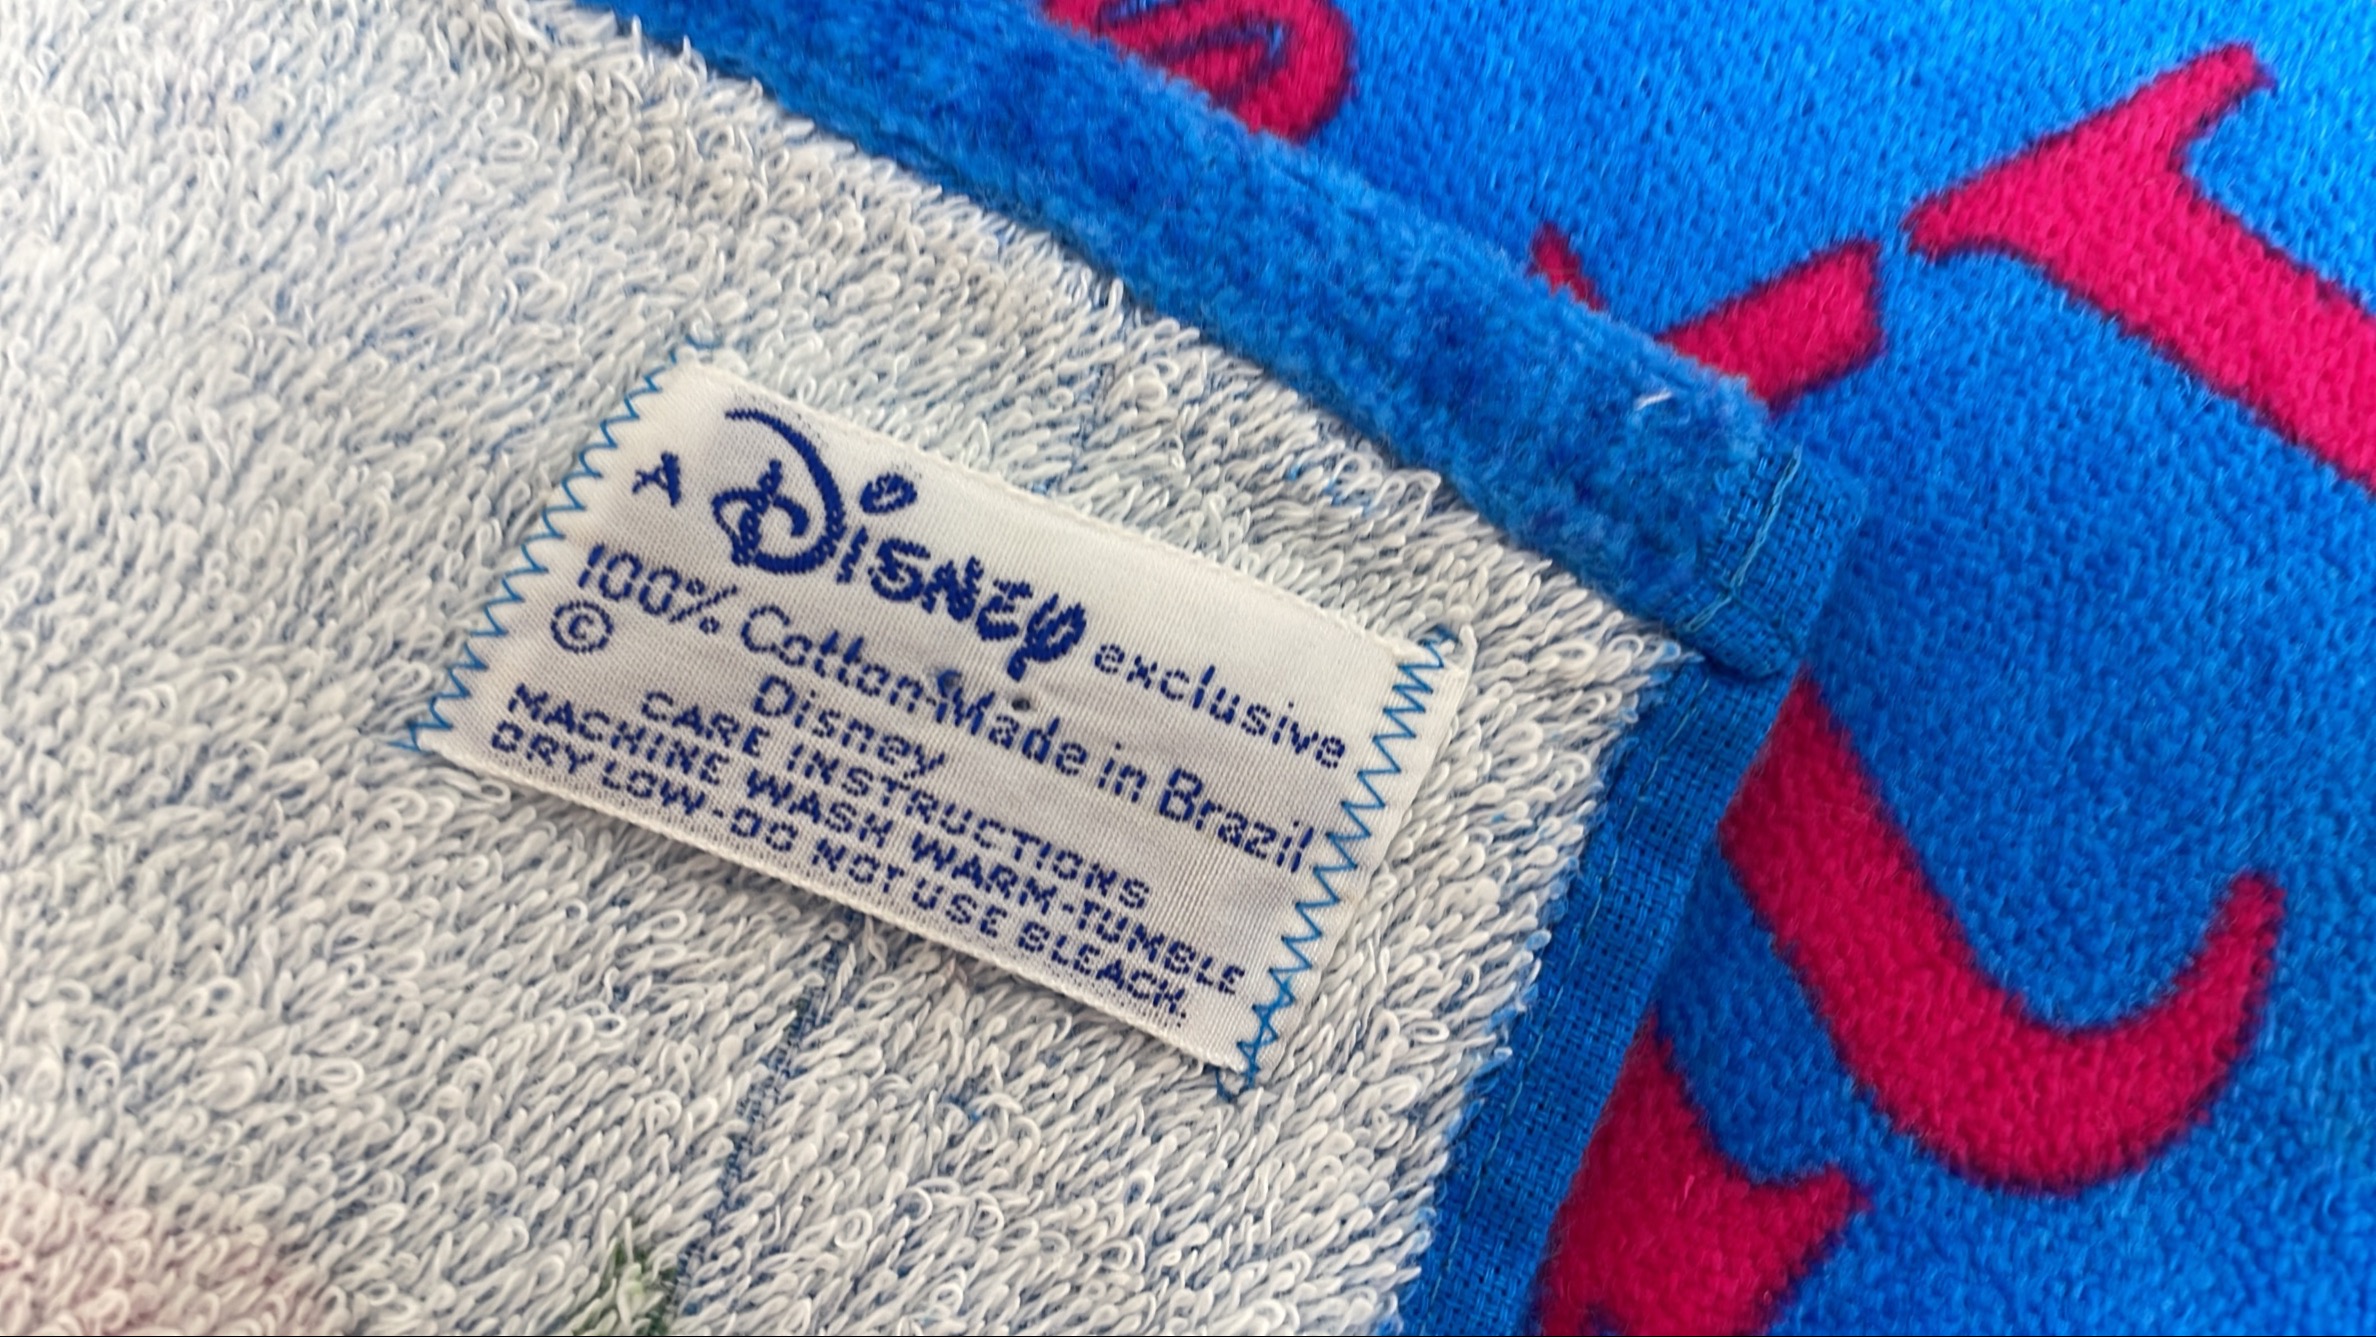 A Disney exclusive
100% Cotton-Made in Brazil
© Disney
CARE INSTRUCTIONS
MACHINE WASH WARM-TUMBLE
DRY LOW-DO NOT USE BLEACH.